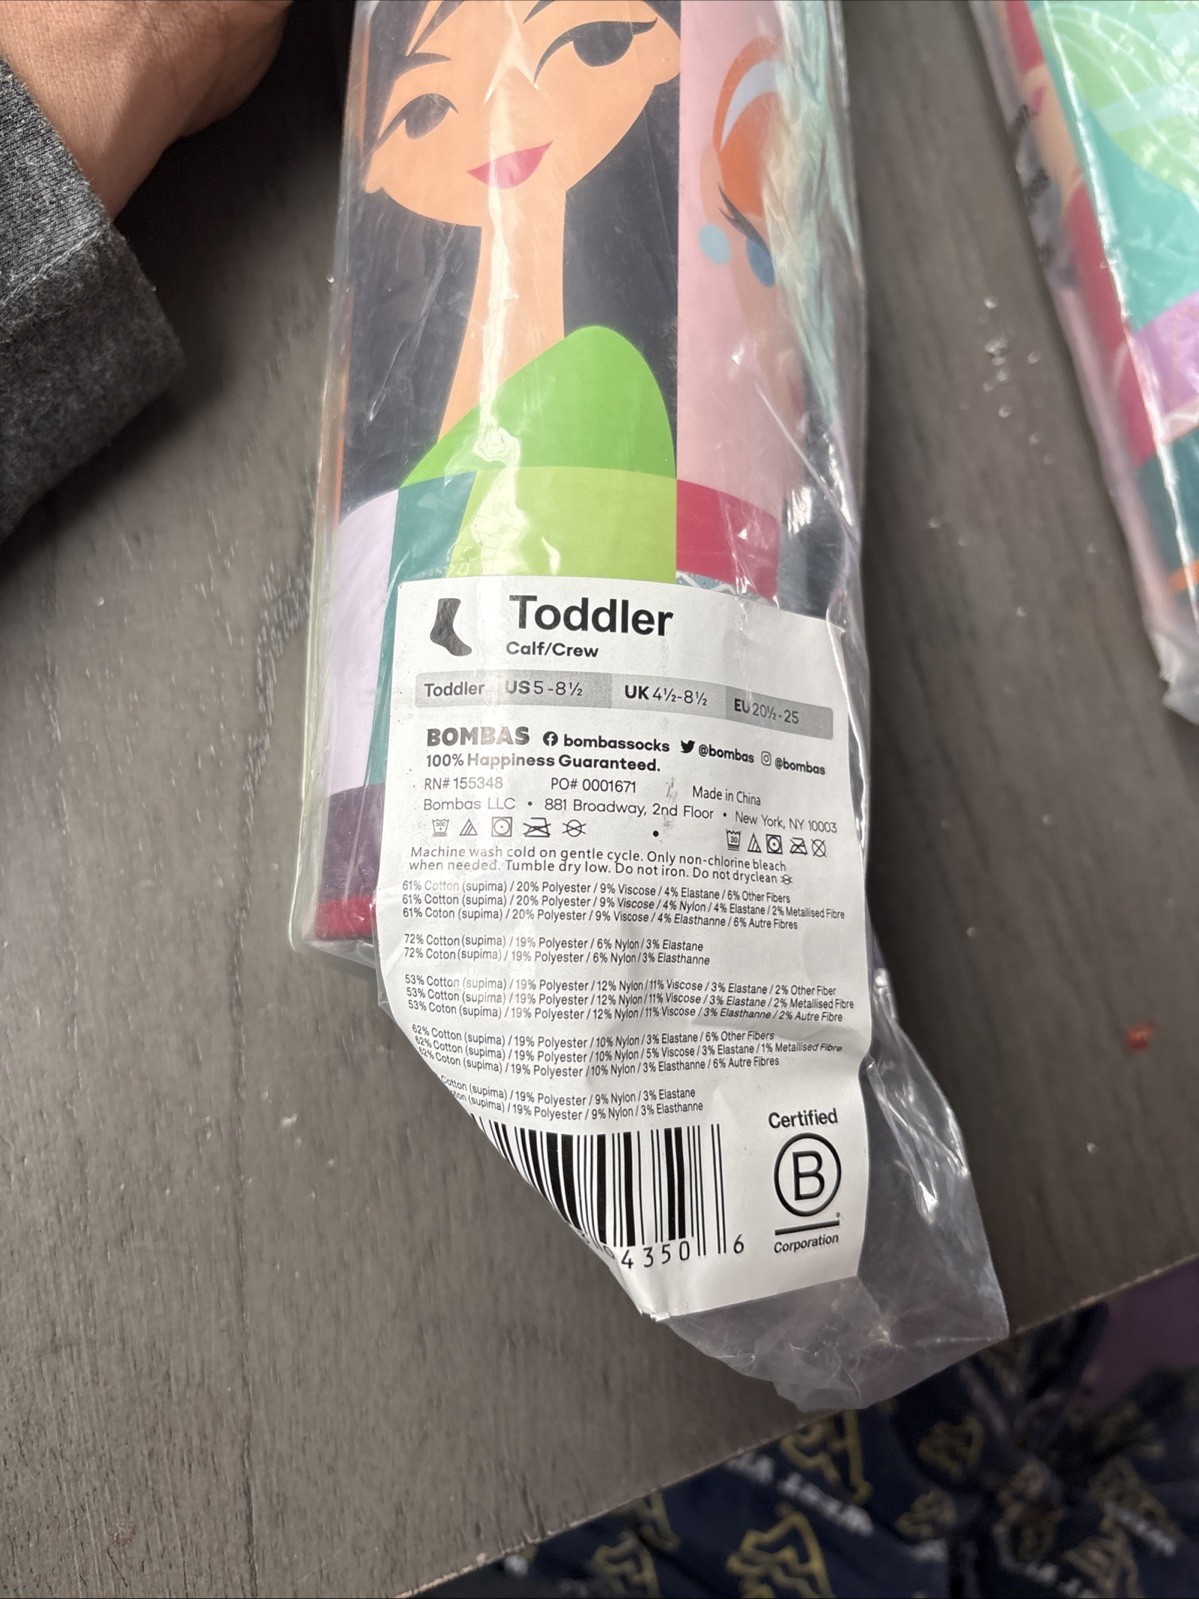 Toddler
Calf/Crew
Toddler US 5-8½ UK 4½-8½ EU 20½-25
BOMBAS bombassocks @bombas @bombas
100% Happiness Guaranteed.
RN# 155348 PO# 0001671 Made in China
Bombas LLC • 881 Broadway, 2nd Floor • New York, NY 10003
Machine wash cold on gentle cycle. Only non-chlorine bleach
when needed. Tumble dry low. Do not iron. Do not dryclean
61% Cotton (supima) / 20% Polyester / 9% Viscose / 4% Elastane / 6% Other Fibers
61% Cotton (supima) / 20% Polyester / 9% Viscose / 4% Nylon / 4% Elastane / 2% Metallised Fibre
61% Coton (supima) / 20% Polyester / 9% Viscose / 4% Elasthanne / 6% Autre Fibres
72% Cotton (supima) / 19% Polyester / 6% Nylon / 3% Elastane
72% Coton (supima) / 19% Polyester / 6% Nylon / 3% Elasthanne
53% Cotton (supima) / 19% Polyester / 12% Nylon / 11% Viscose / 3% Elastane / 2% Other Fiber
53% Cotton (supima) / 19% Polyester / 12% Nylon / 11% Viscose / 3% Elastane / 2% Metallised Fibre
53% Coton (supima) / 19% Polyester / 12% Nylon / 11% Viscose / 3% Elasthanne / 2% Autre Fibre
62% Cotton (supima) / 19% Polyester / 10% Nylon / 3% Elastane / 6% Other Fibers
62% Cotton (supima) / 19% Polyester / 10% Nylon / 5% Viscose / 3% Elastane / 1% Metallised Fibre
62% Coton (supima) / 19% Polyester / 10% Nylon / 3% Elasthanne / 6% Autre Fibres
Cotton (supima) / 19% Polyester / 9% Nylon / 3% Elastane
(supima) / 19% Polyester / 9% Nylon / 3% Elasthanne
Certified
B
Corporation
4350 6